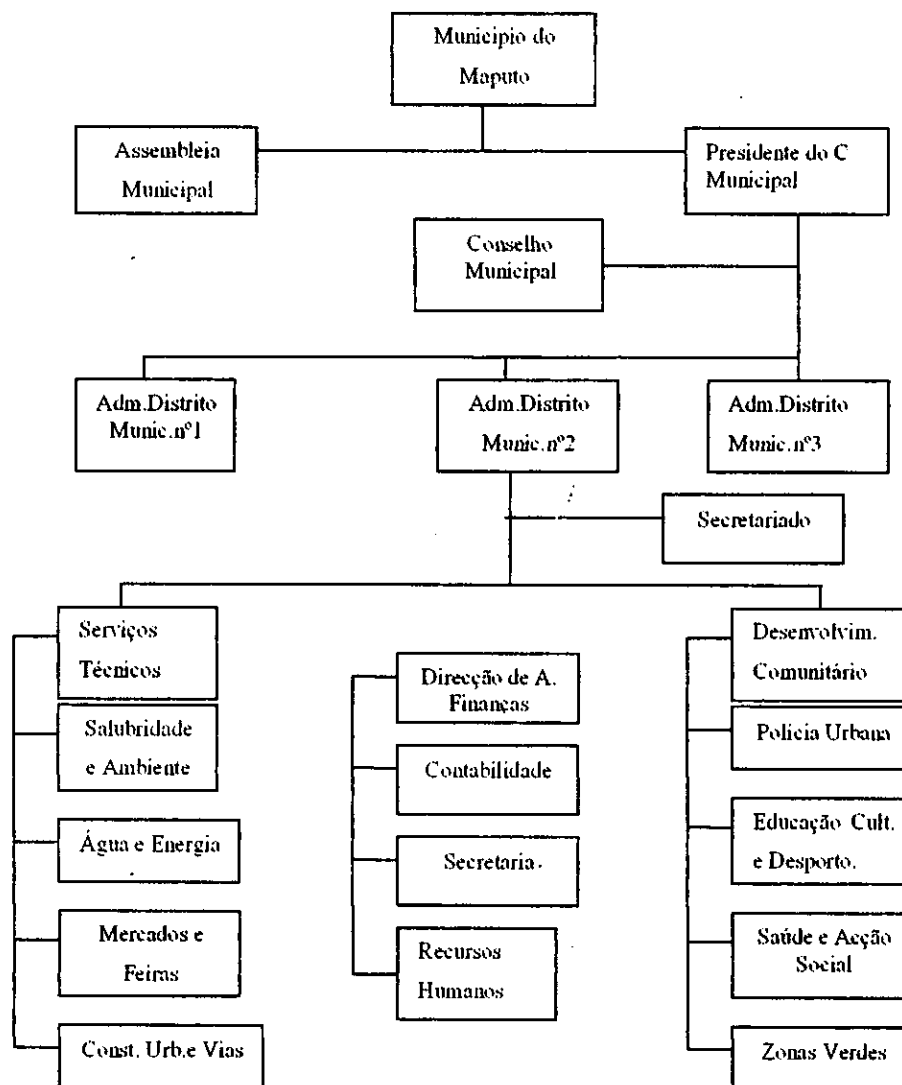 Municipio do
Maputo
Assembleia
Municipal
Presidente do C
Municipal
Conselho
Municipal
Adm.Distrito
Munic.nº1
Adm.Distrito
Munic.nº2
Adm.Distrito
Munic.nº3
Secretariado
Serviços
Técnicos
Salubridade
e Ambiente
Água e Energia
Mercados e
Feiras
Const. Urb.e Vias
Direcção de A.
Finanças
Contabilidade
Secretaria
Recursos
Humanos
Desenvolvim.
Comunitário
Policia Urbana
Educação Cult.
e Desporto.
Saúde e Acção
Social
Zonas Verdes